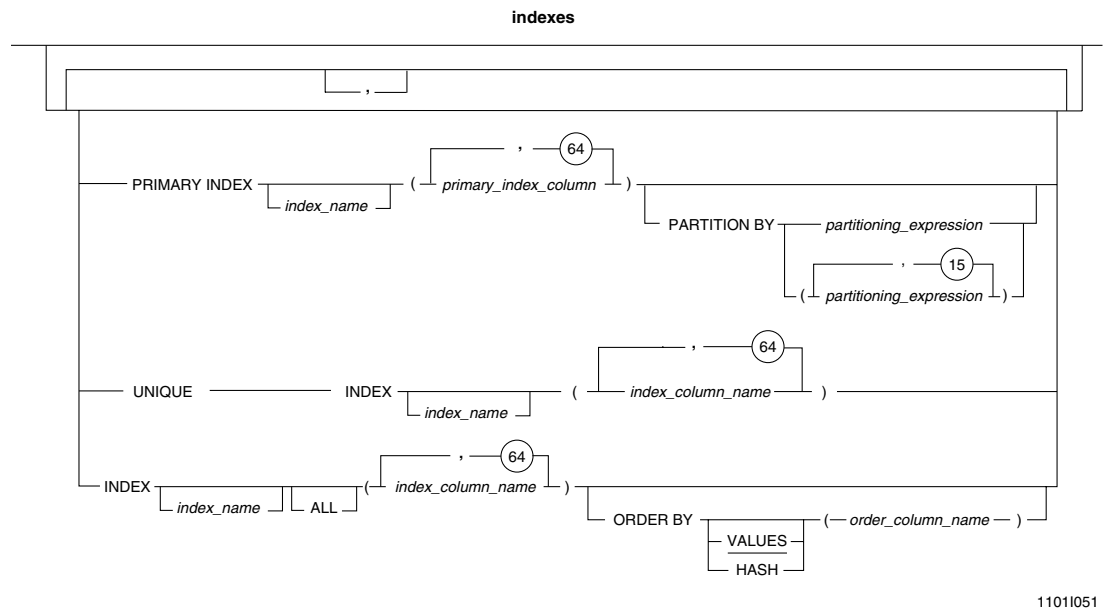 indexes
,
, 64
PRIMARY INDEX ( primary_index_column )
index_name
PARTITION BY partitioning_expression
, 15
( partitioning_expression )
, 64
UNIQUE INDEX ( index_column_name )
index_name
, 64
INDEX ( index_column_name )
index_name ALL
ORDER BY ( order_column_name )
VALUES
HASH
1101I051